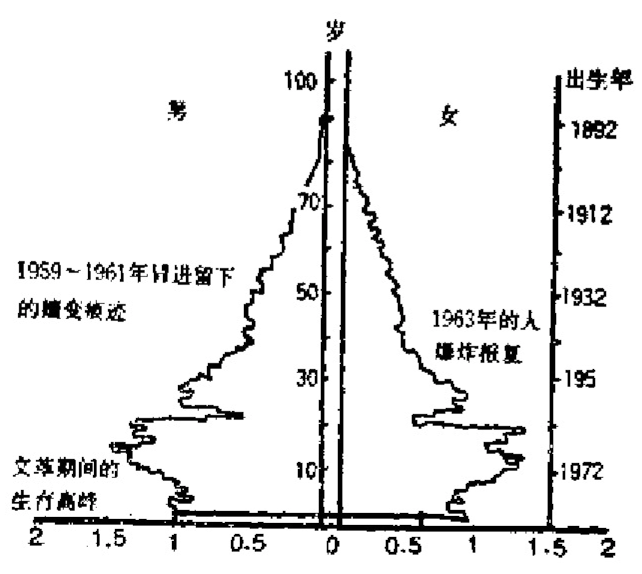 岁
100
出生年
男
女
1892
70
1912
1959~1961年冒进留下
的嬗变痕迹
50
1932
1963年的人
爆炸报复
30
195
文革期间的
生育高峰
10
1972
2 1.5 1 0.5 0 0.5 1 1.5 2